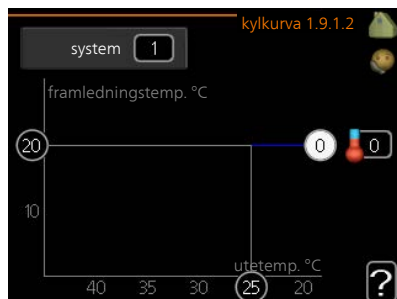 kylkurva 1.9.1.2
system 1
framledningstemp. °C
20
0
0
10
utetemp. °C
40 35 30 25 20
?